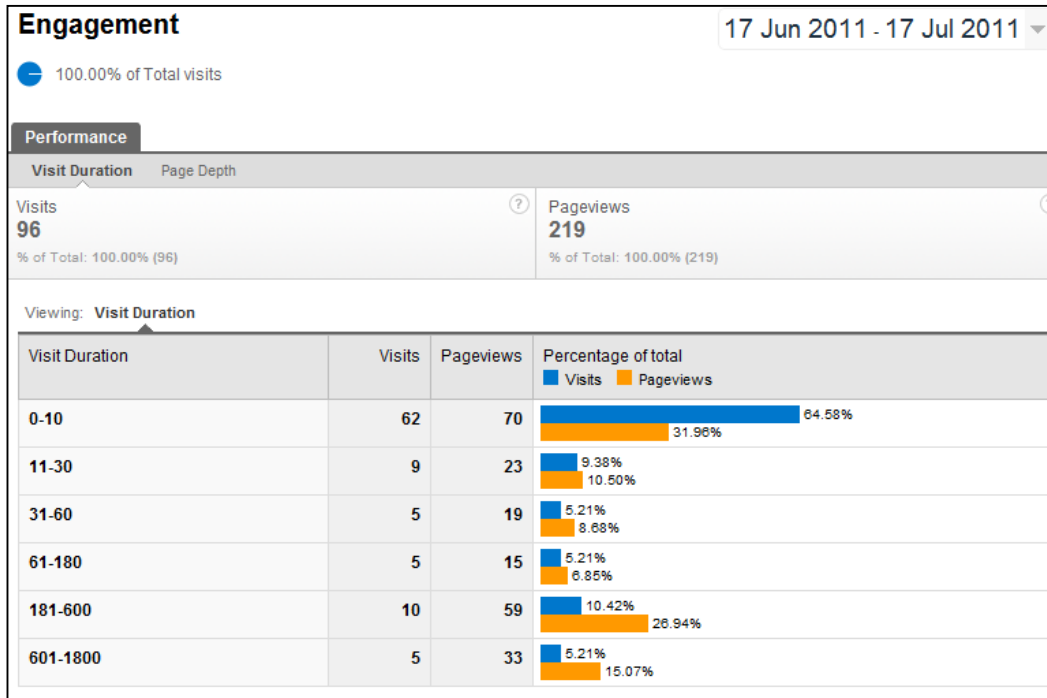 Engagement
17 Jun 2011 - 17 Jul 2011
100.00% of Total visits
Performance
Visit Duration Page Depth
Visits ? Pageviews
96 219
% of Total: 100.00% (96) % of Total: 100.00% (219)
Viewing: Visit Duration
Visit Duration Visits Pageviews Percentage of total
Visits Pageviews
0-10 62 70 64.58%
31.96%
11-30 9 23 9.38%
10.50%
31-60 5 19 5.21%
8.68%
61-180 5 15 5.21%
6.85%
181-600 10 59 10.42%
26.94%
601-1800 5 33 5.21%
15.07%